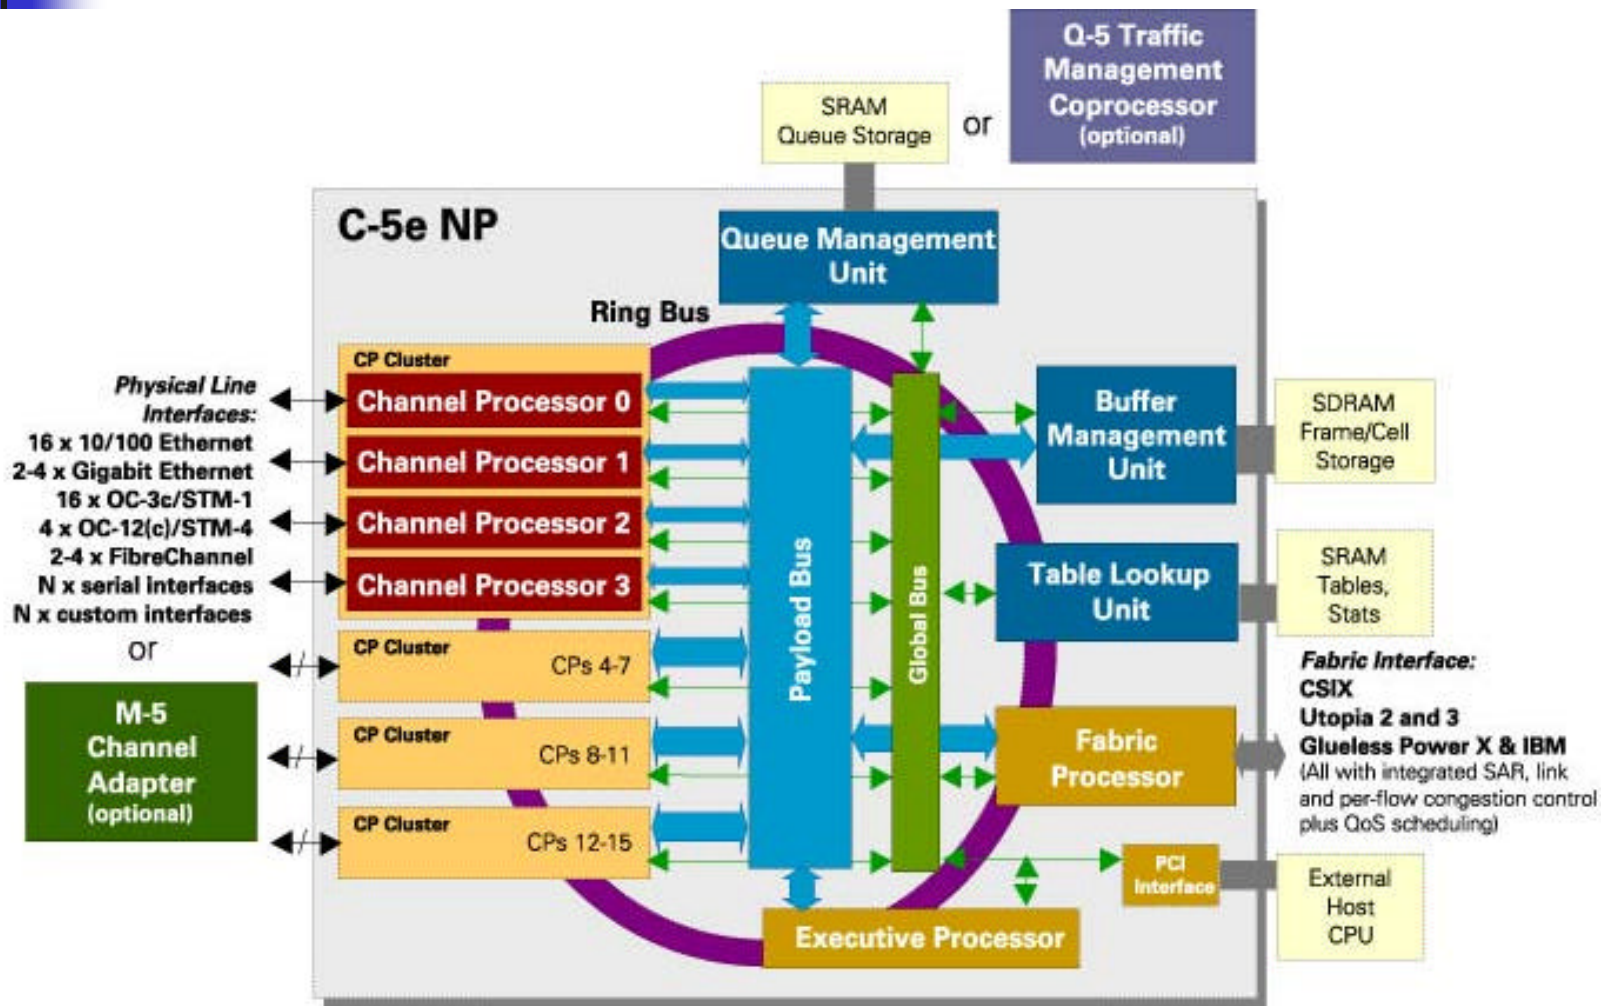 Q-5 Traffic
Management
Coprocessor
(optional)
SRAM
Queue Storage
or
C-5e NP
Queue Management
Unit
Ring Bus
CP Cluster
Channel Processor 0
Channel Processor 1
Channel Processor 2
Channel Processor 3
Physical Line
Interfaces:
16 x 10/100 Ethernet
2-4 x Gigabit Ethernet
16 x OC-3c/STM-1
4 x OC-12(c)/STM-4
2-4 x FibreChannel
N x serial interfaces
N x custom interfaces
or
M-5
Channel
Adapter
(optional)
CP Cluster
CPs 4-7
CP Cluster
CPs 8-11
CP Cluster
CPs 12-15
Payload Bus
Global Bus
Buffer
Management
Unit
SDRAM
Frame/Cell
Storage
Table Lookup
Unit
SRAM
Tables,
Stats
Fabric
Processor
Fabric Interface:
CSIX
Utopia 2 and 3
Glueless Power X & IBM
(All with integrated SAR, link
and per-flow congestion control
plus QoS scheduling)
PCI
Interface
External
Host
CPU
Executive Processor